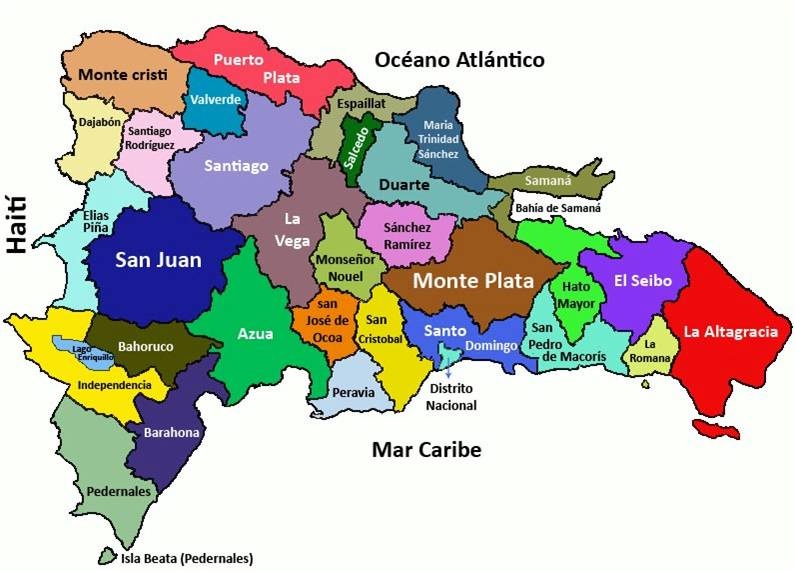 Océano Atlántico
Puerto
Plata
Monte cristi
Valverde
Espaillat
Dajabón
Santiago
Rodríguez
Maria
Trinidad
Sánchez
Salcedo
Santiago
Duarte
Samaná
Bahía de Samaná
Haití
Elias
Piña
La
Vega
Sánchez
Ramírez
San Juan
Monseñor
Nouel
Monte Plata
Hato
Mayor
El Seibo
san
José de
Ocoa
San
Cristobal
Azua
Santo
Domingo
San
Pedro
de Macorís
La
Romana
La Altagracia
Lago
Enriquillo
Bahoruco
Independencia
Peravia
Distrito
Nacional
Barahona
Mar Caribe
Pedernales
Isla Beata (Pedernales)